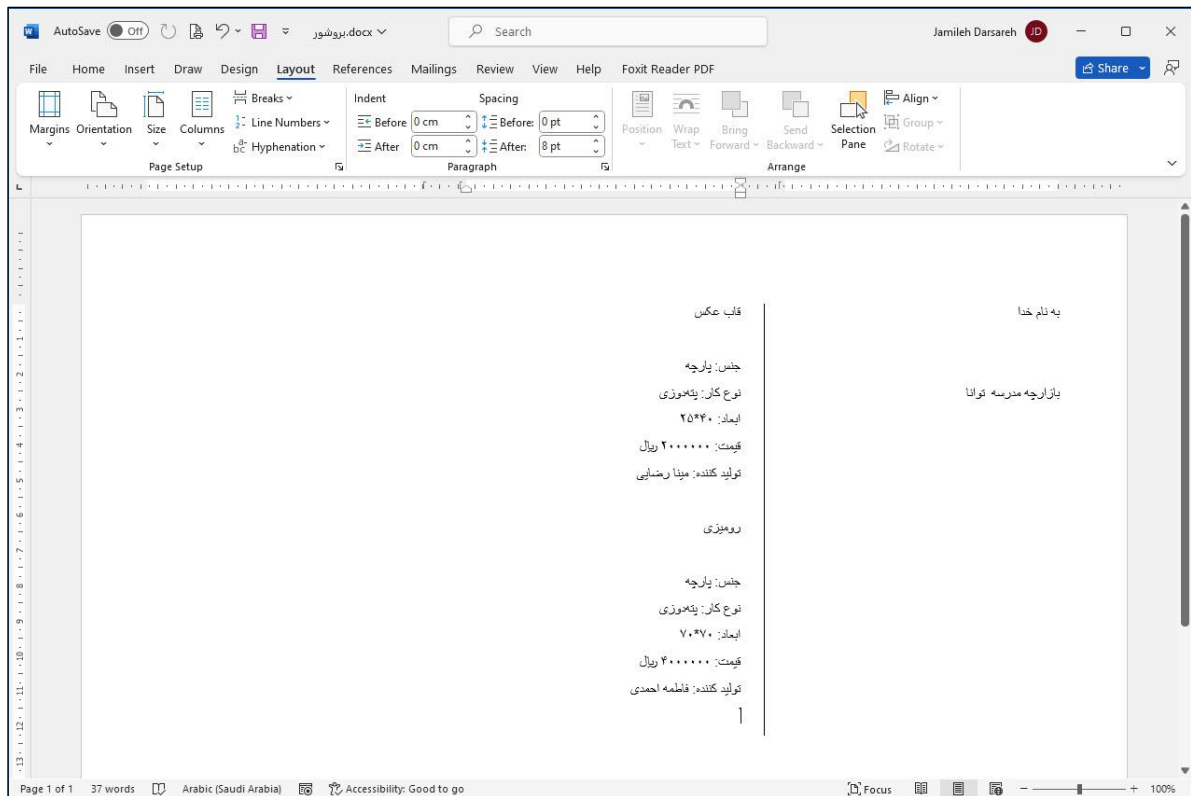 AutoSave Off بروشور.docx Search Jamileh Darsareh JD
File Home Insert Draw Design Layout References Mailings Review View Help Foxit Reader PDF Share
Margins Orientation Size Columns
Breaks
Line Numbers
Hyphenation
Page Setup
Indent Spacing
Before 0 cm Before: 0 pt
After 0 cm After: 8 pt
Paragraph
Position Wrap Text Bring Forward Send Backward Selection Pane
Align
Group
Rotate
Arrange
به نام خدا
بازارچه مدرسه توانا
قاب عکس
جنس: پارچه
نوع کار: پته‌دوزی
ابعاد: ۴۰*۲۵
قیمت: ۲۰۰۰۰۰۰ ریال
تولید کننده: مینا رضایی
رومیزی
جنس: پارچه
نوع کار: پته‌دوزی
ابعاد: ۷۰*۷۰
قیمت: ۴۰۰۰۰۰۰ ریال
تولید کننده: فاطمه احمدی
Page 1 of 1 37 words Arabic (Saudi Arabia) Accessibility: Good to go Focus 100%